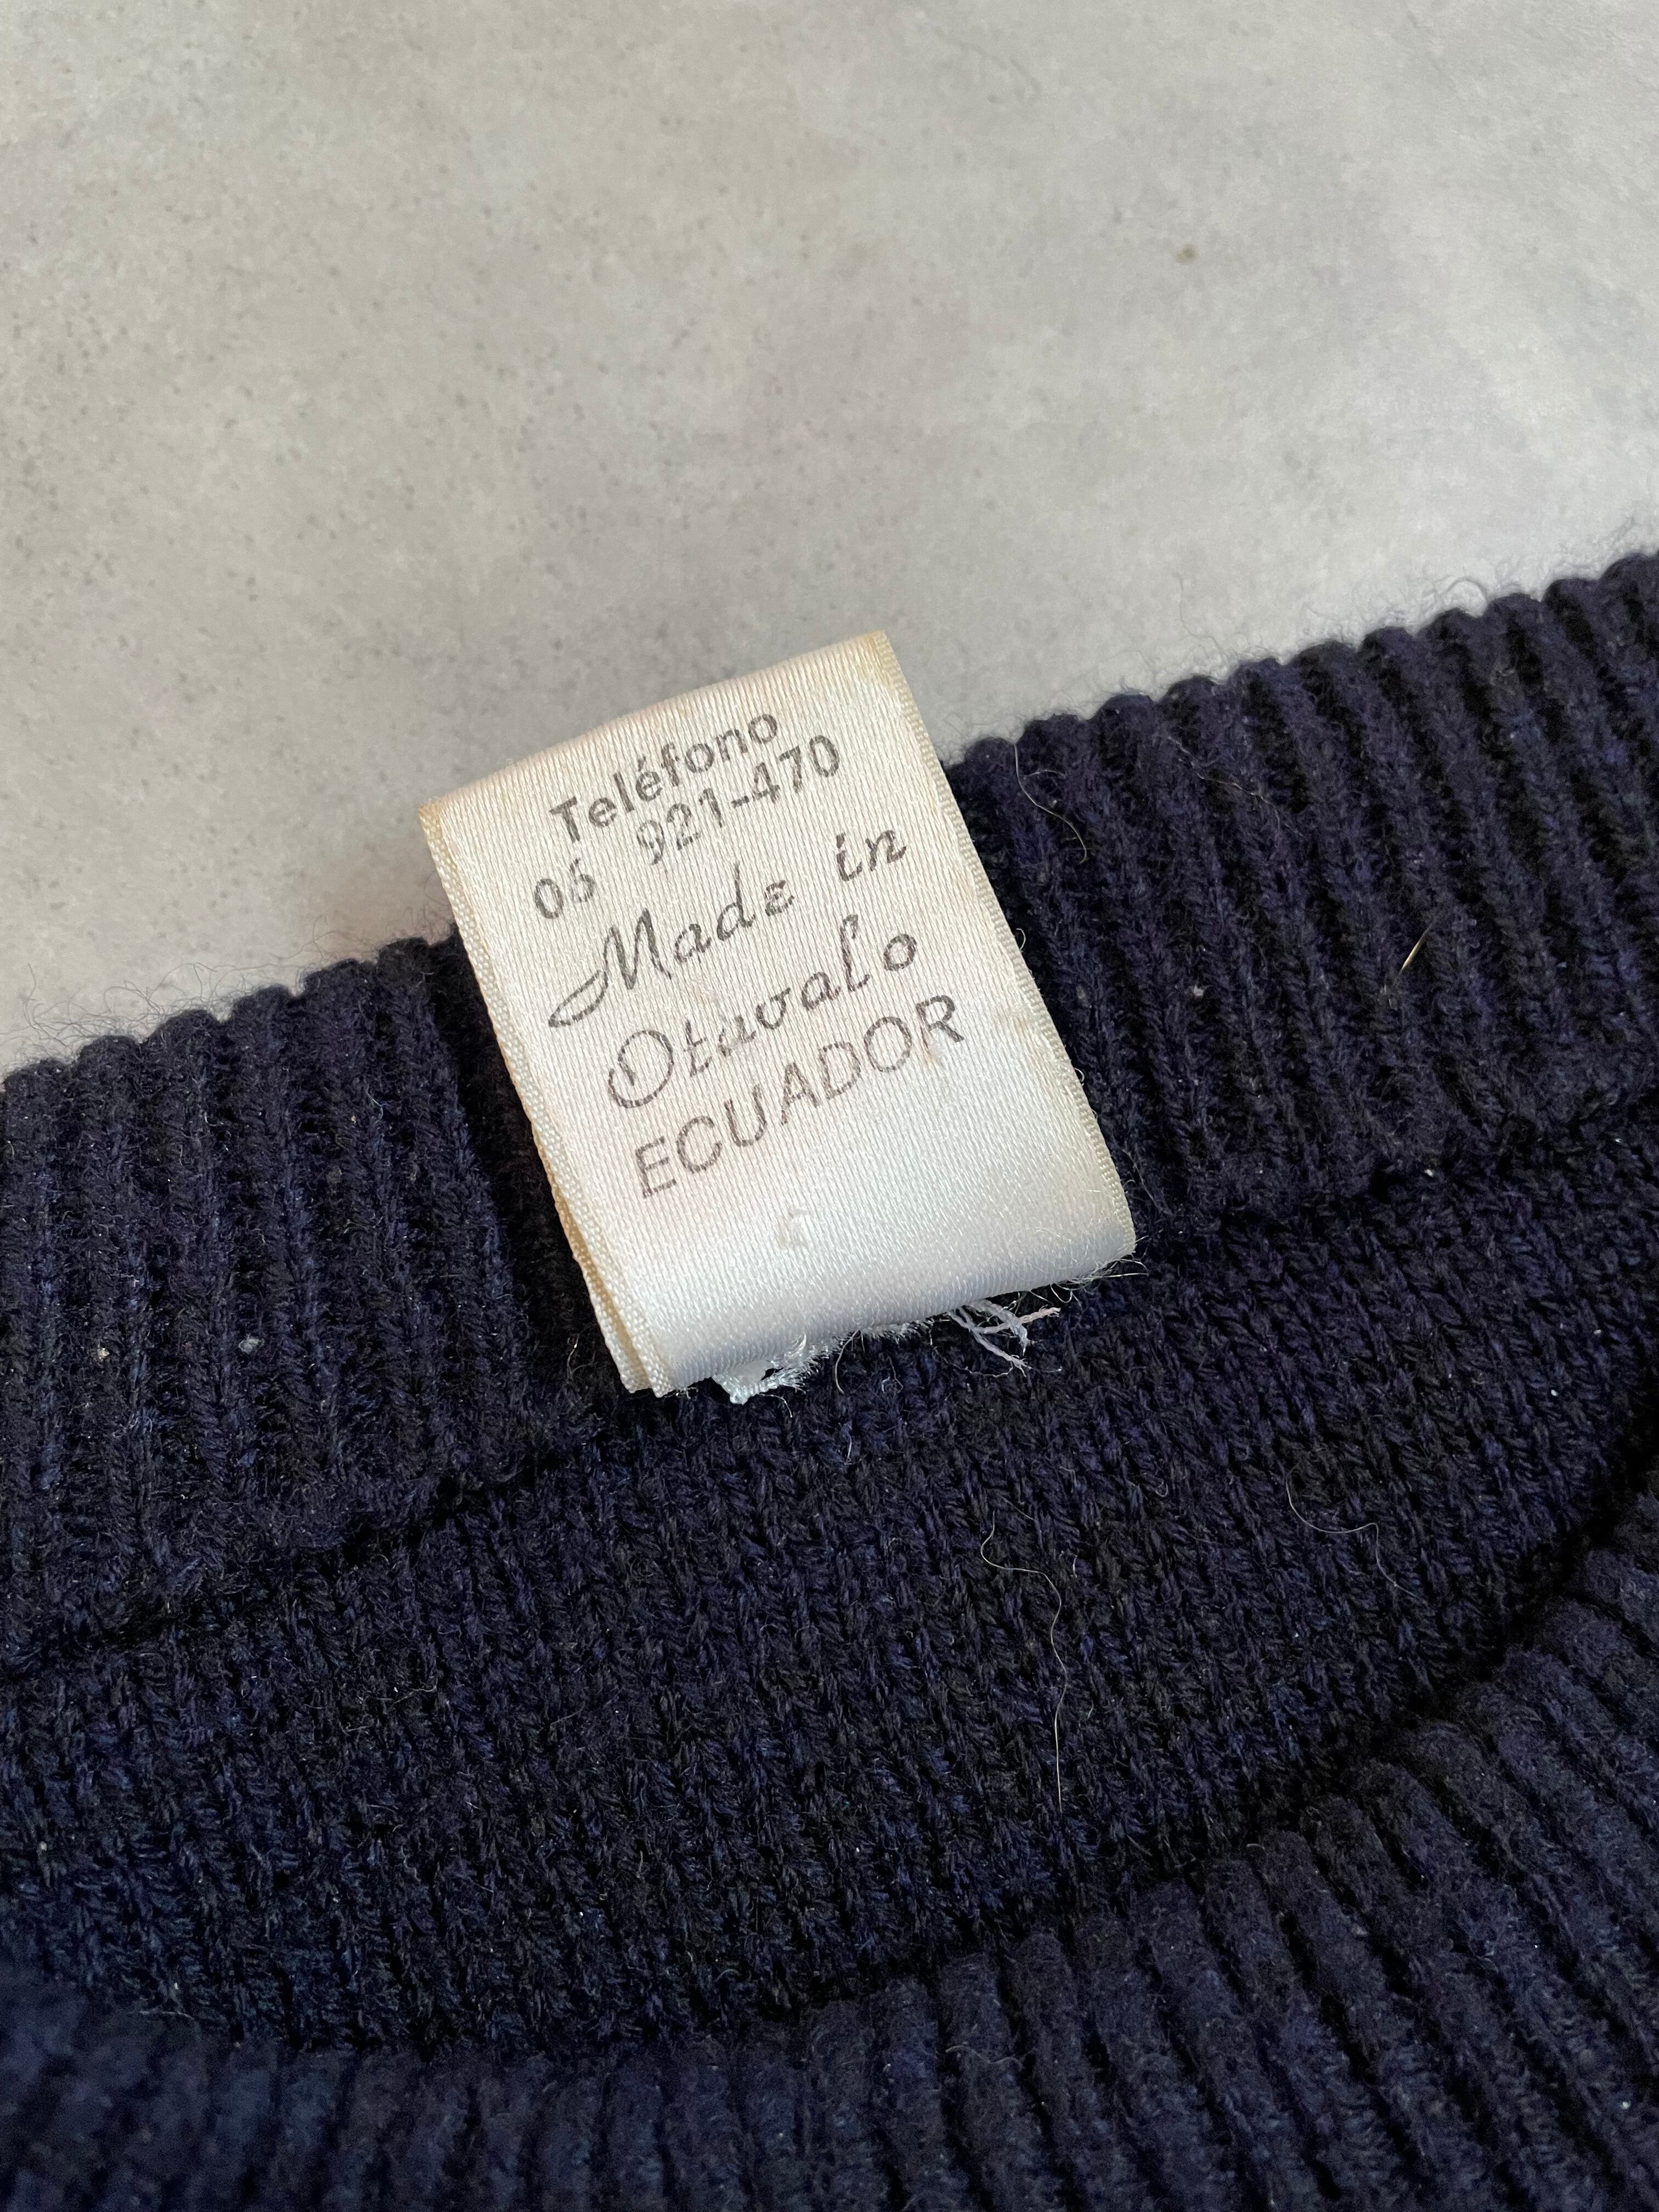 Teléfono
06 921-470
Made in
Otavalo
ECUADOR